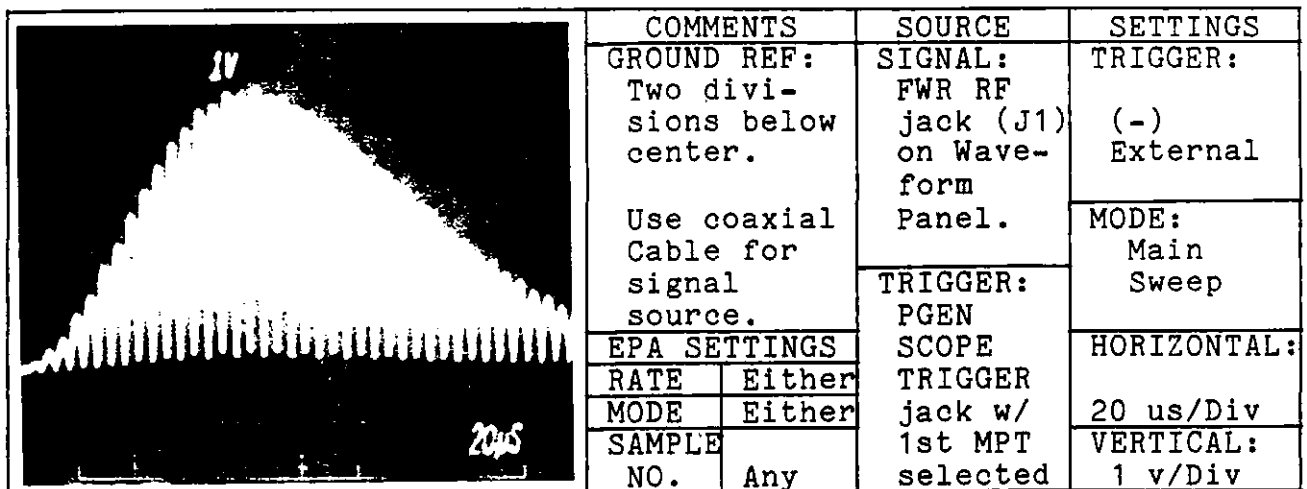 1V
20µS
COMMENTS
GROUND REF:
Two divi-
sions below
center.
Use coaxial
Cable for
signal
source.
EPA SETTINGS
RATE Either
MODE Either
SAMPLE
NO. Any
SOURCE
SIGNAL:
FWR RF
jack (J1)
on Wave-
form
Panel.
TRIGGER:
PGEN
SCOPE
TRIGGER
jack w/
1st MPT
selected
SETTINGS
TRIGGER:
(-)
External
MODE:
Main
Sweep
HORIZONTAL:
20 us/Div
VERTICAL:
1 v/Div